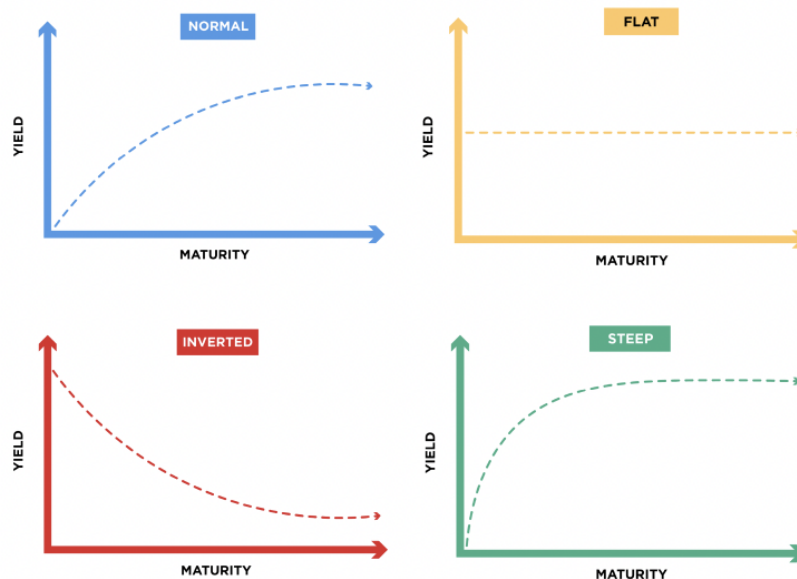 NORMAL
YIELD
MATURITY
FLAT
YIELD
MATURITY
INVERTED
YIELD
MATURITY
STEEP
YIELD
MATURITY